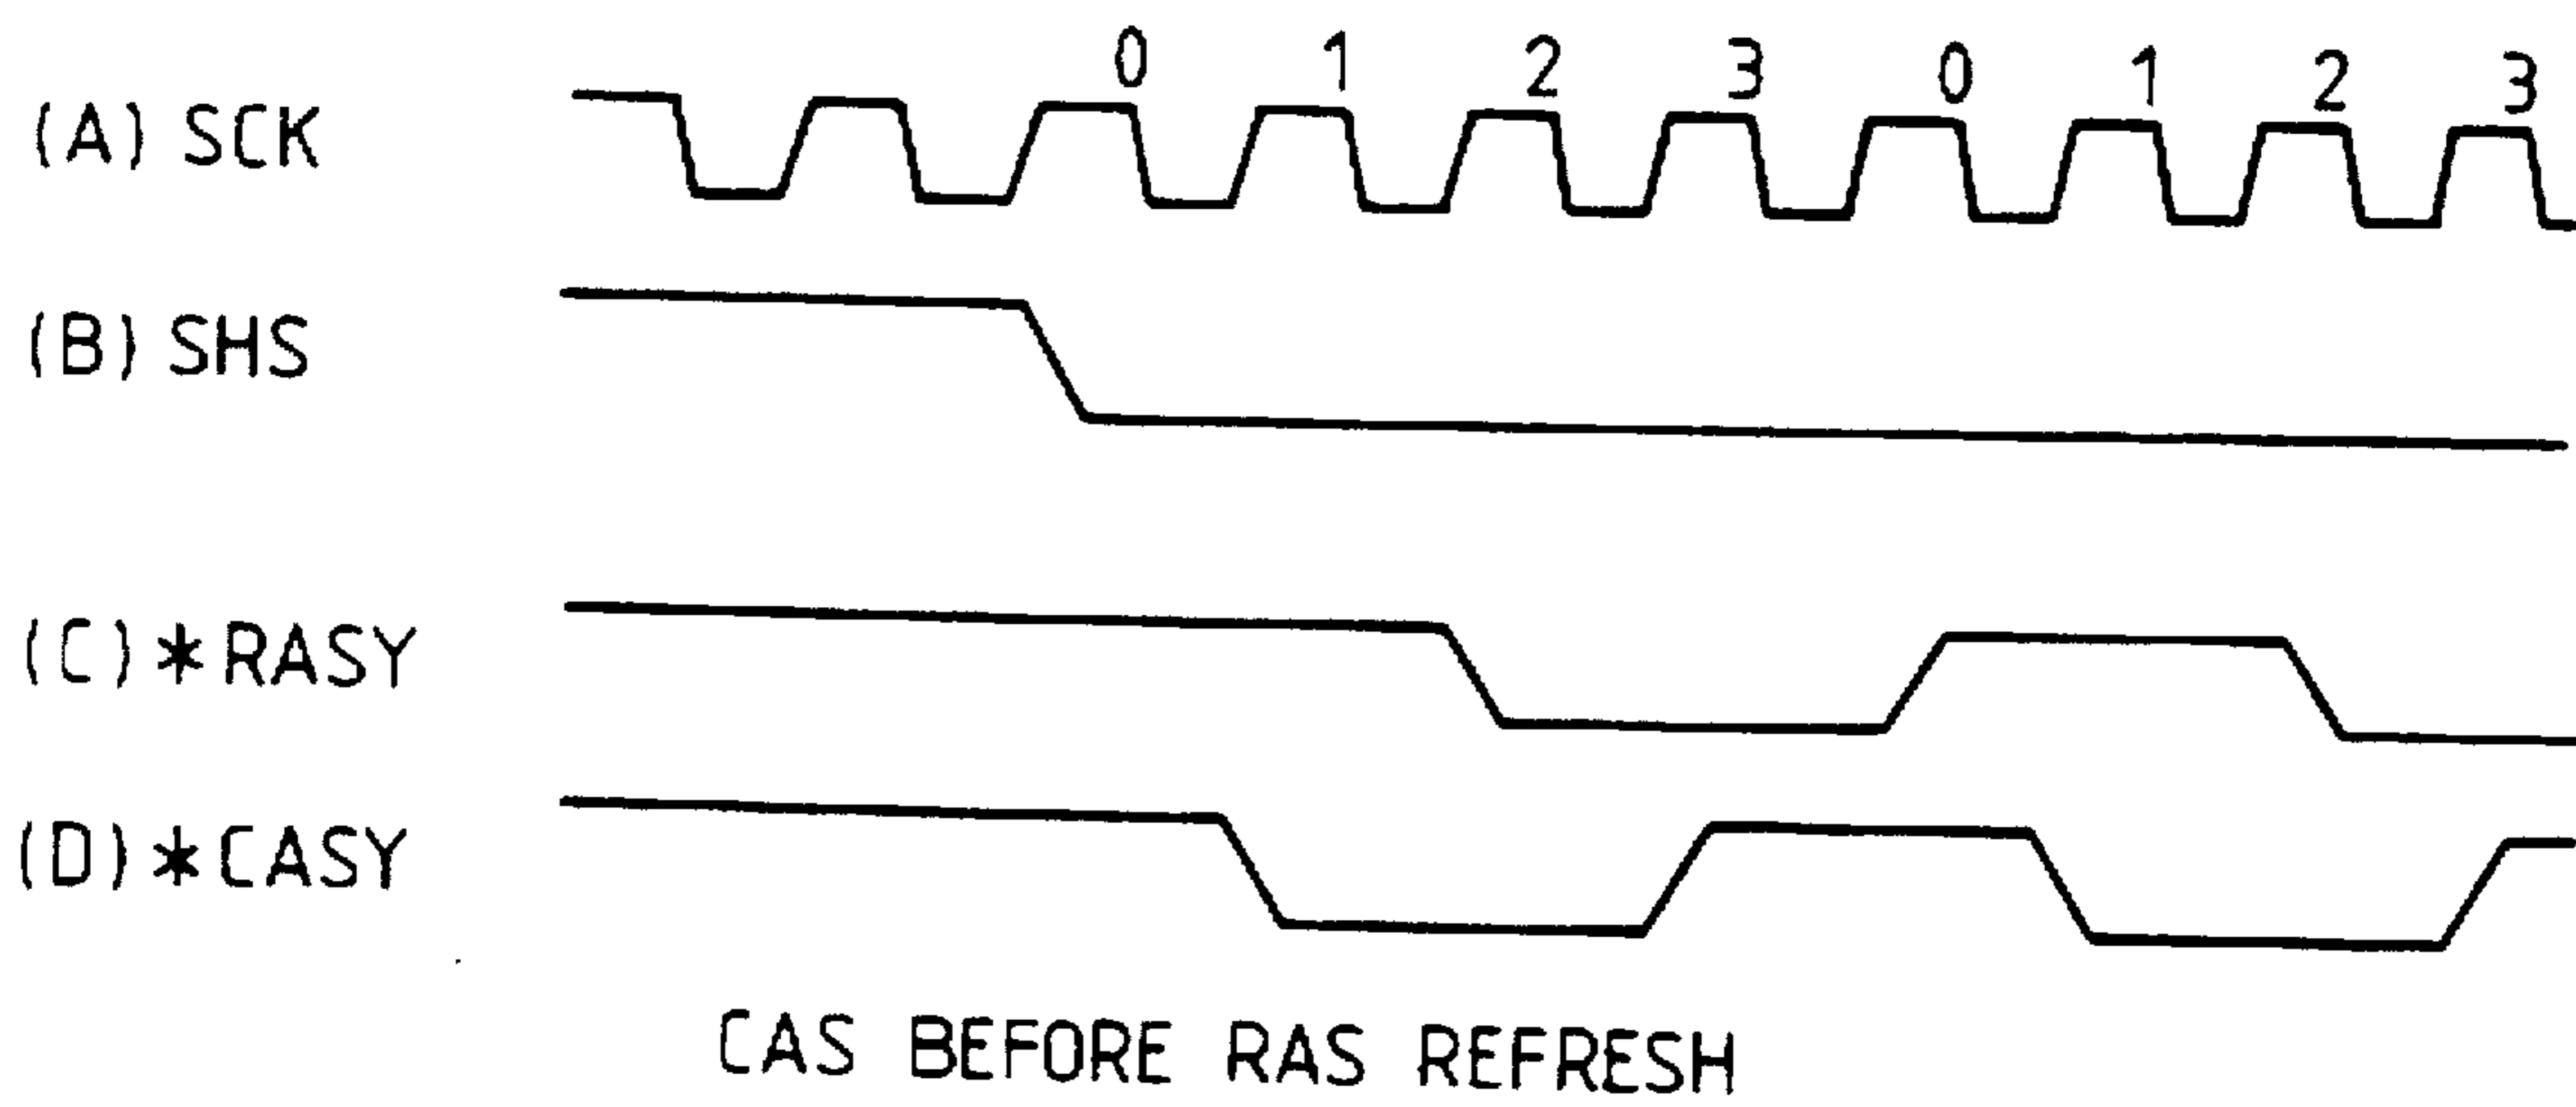 0 1 2 3 0 1 2 3
(A) SCK
(B) SHS
(C) *RASY
(D) *CASY
CAS BEFORE RAS REFRESH